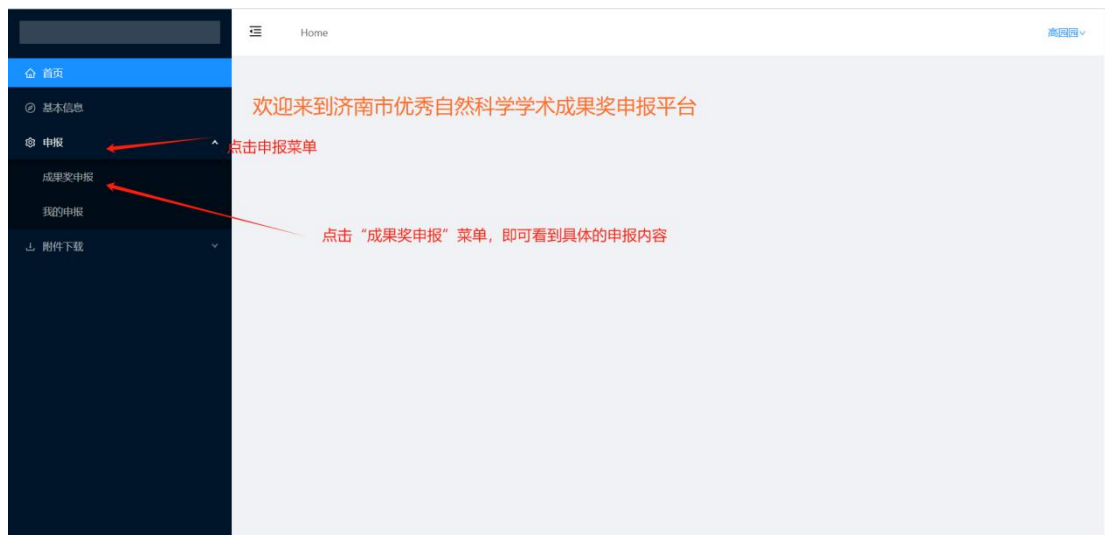 Home
高园园
首页
基本信息
欢迎来到济南市优秀自然科学学术成果奖申报平台
申报
点击申报菜单
成果奖申报
我的申报
点击“成果奖申报”菜单，即可看到具体的申报内容
附件下载